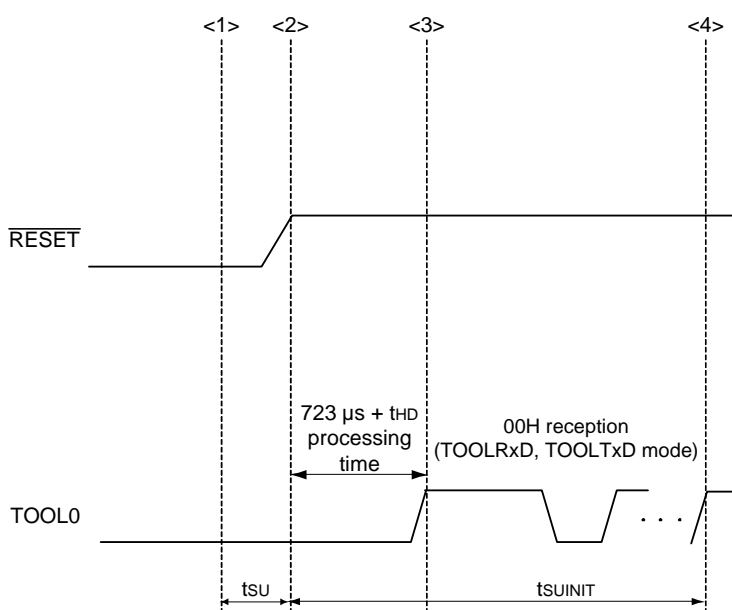 <1> <2> <3> <4>
RESET
723 µs + tHD
processing
time
00H reception
(TOOLRxD, TOOLTxD mode)
TOOL0
. . .
tSU
tSUINIT